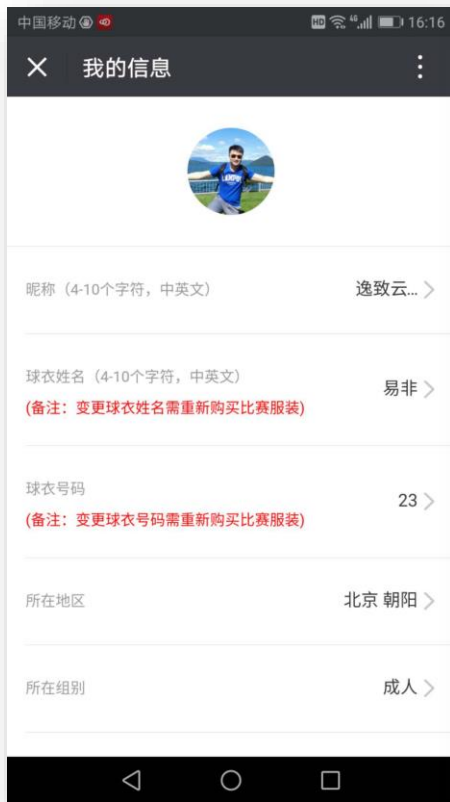 中国移动
HD 46 16:16
我的信息
昵称（4-10个字符，中英文）
逸致云...
球衣姓名（4-10个字符，中英文）
(备注：变更球衣姓名需重新购买比赛服装)
易非
球衣号码
(备注：变更球衣号码需重新购买比赛服装)
23
所在地区
北京 朝阳
所在组别
成人